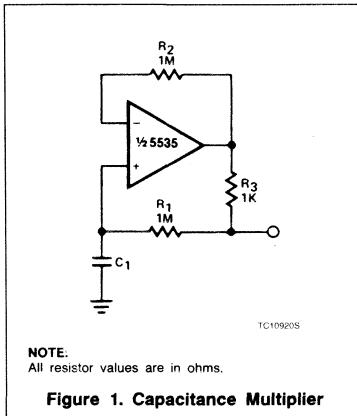 R2
1M
−
½ 5535
+
R3
1K
R1
1M
C1
TC10920S
NOTE:
All resistor values are in ohms.
Figure 1. Capacitance Multiplier